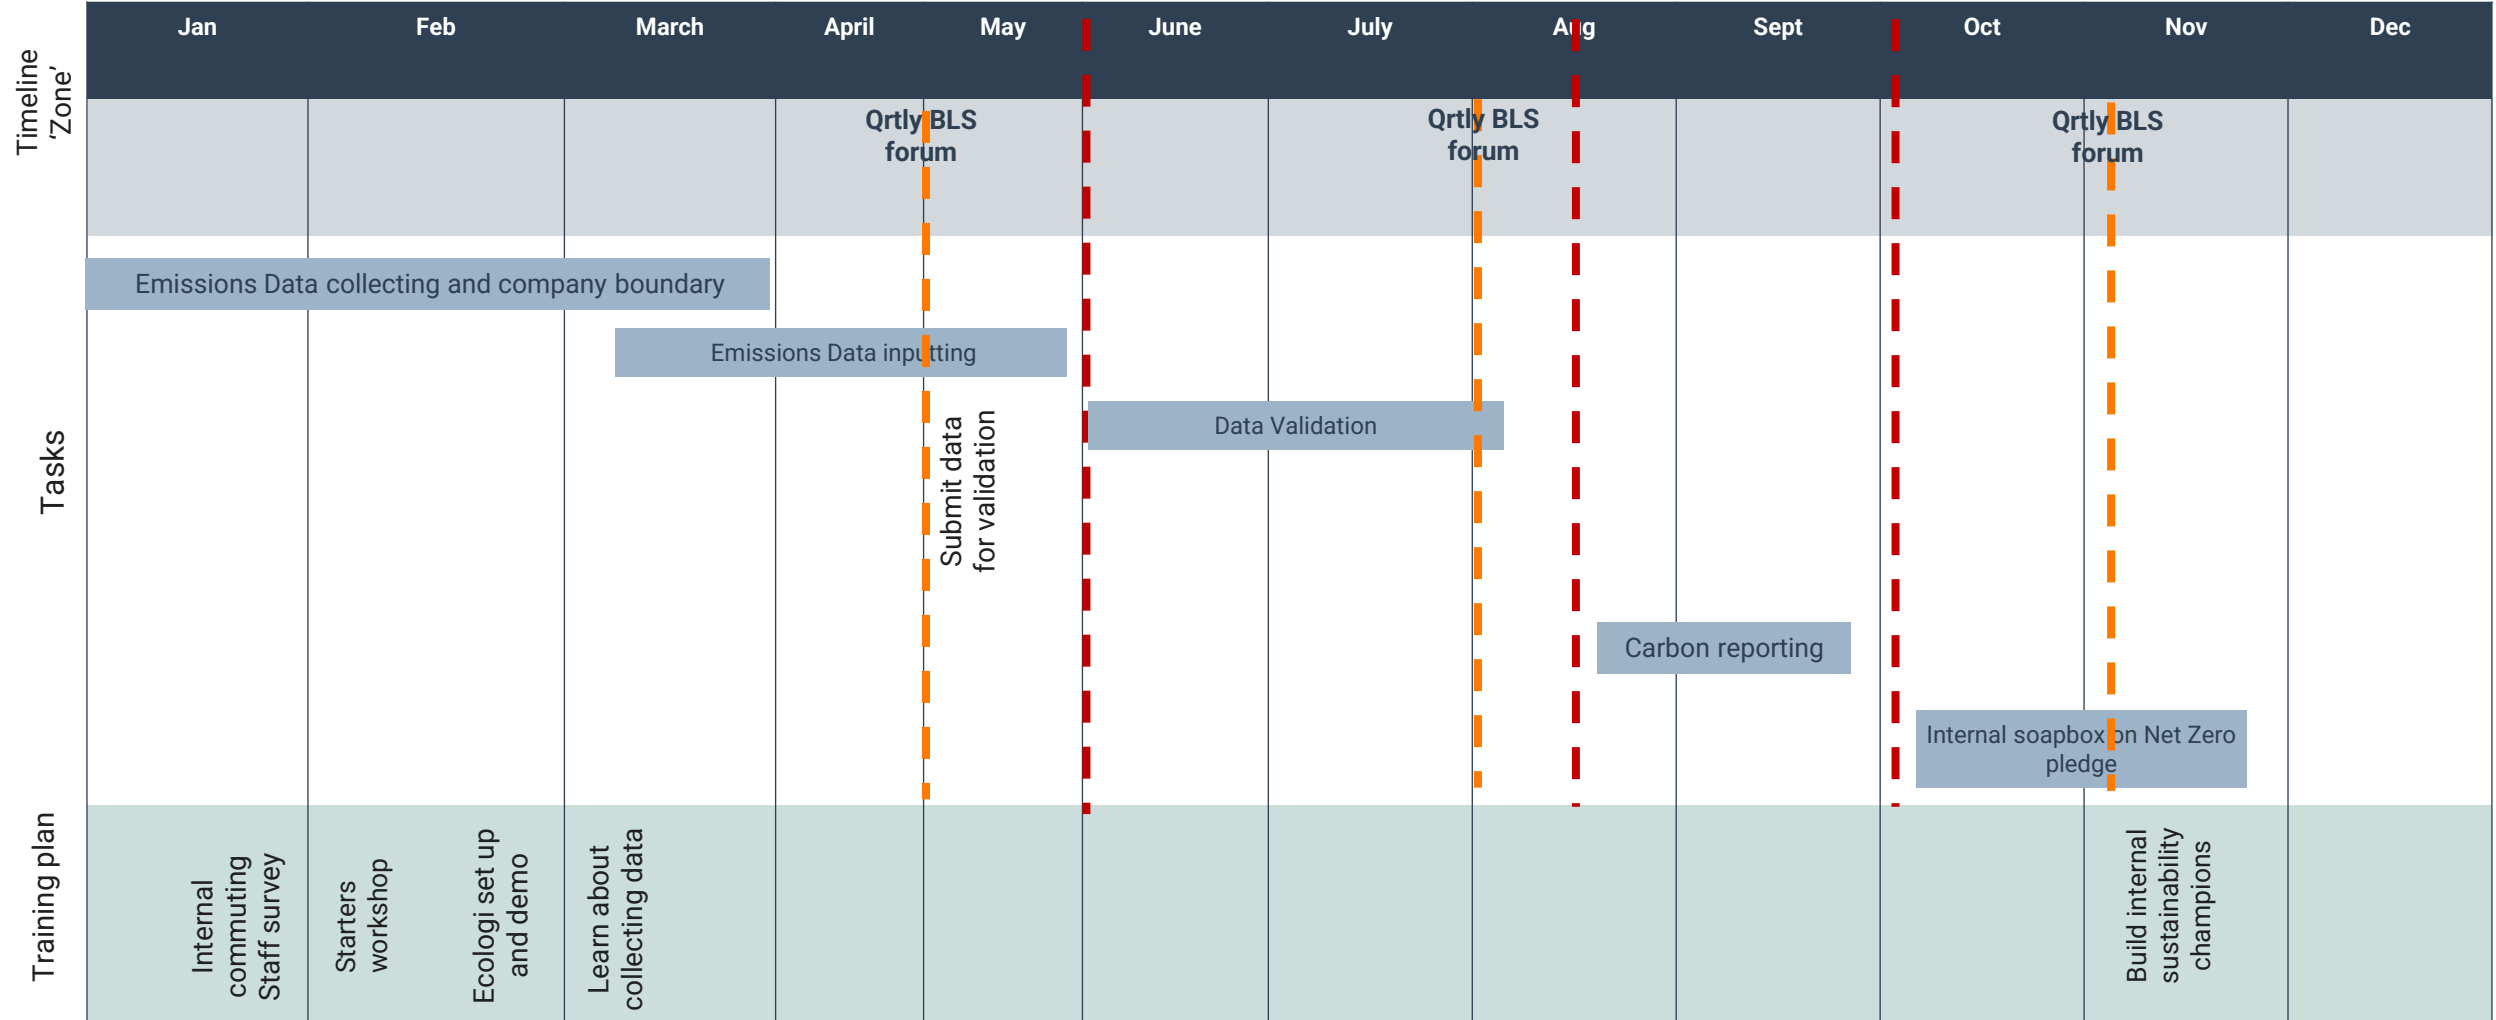 Jan
Feb
March
April
May
June
July
Aug
Sept
Oct
Nov
Dec
Timeline
‘Zone’
Qrtly BLS
forum
Qrtly BLS
forum
Qrtly BLS
forum
Tasks
Emissions Data collecting and company boundary
Emissions Data inputting
Data Validation
Submit data
for validation
Carbon reporting
Internal soapbox on Net Zero
pledge
Training plan
Internal
commuting
Staff survey
Starters
workshop
Ecologi set up
and demo
Learn about
collecting data
Build internal
sustainability
champions